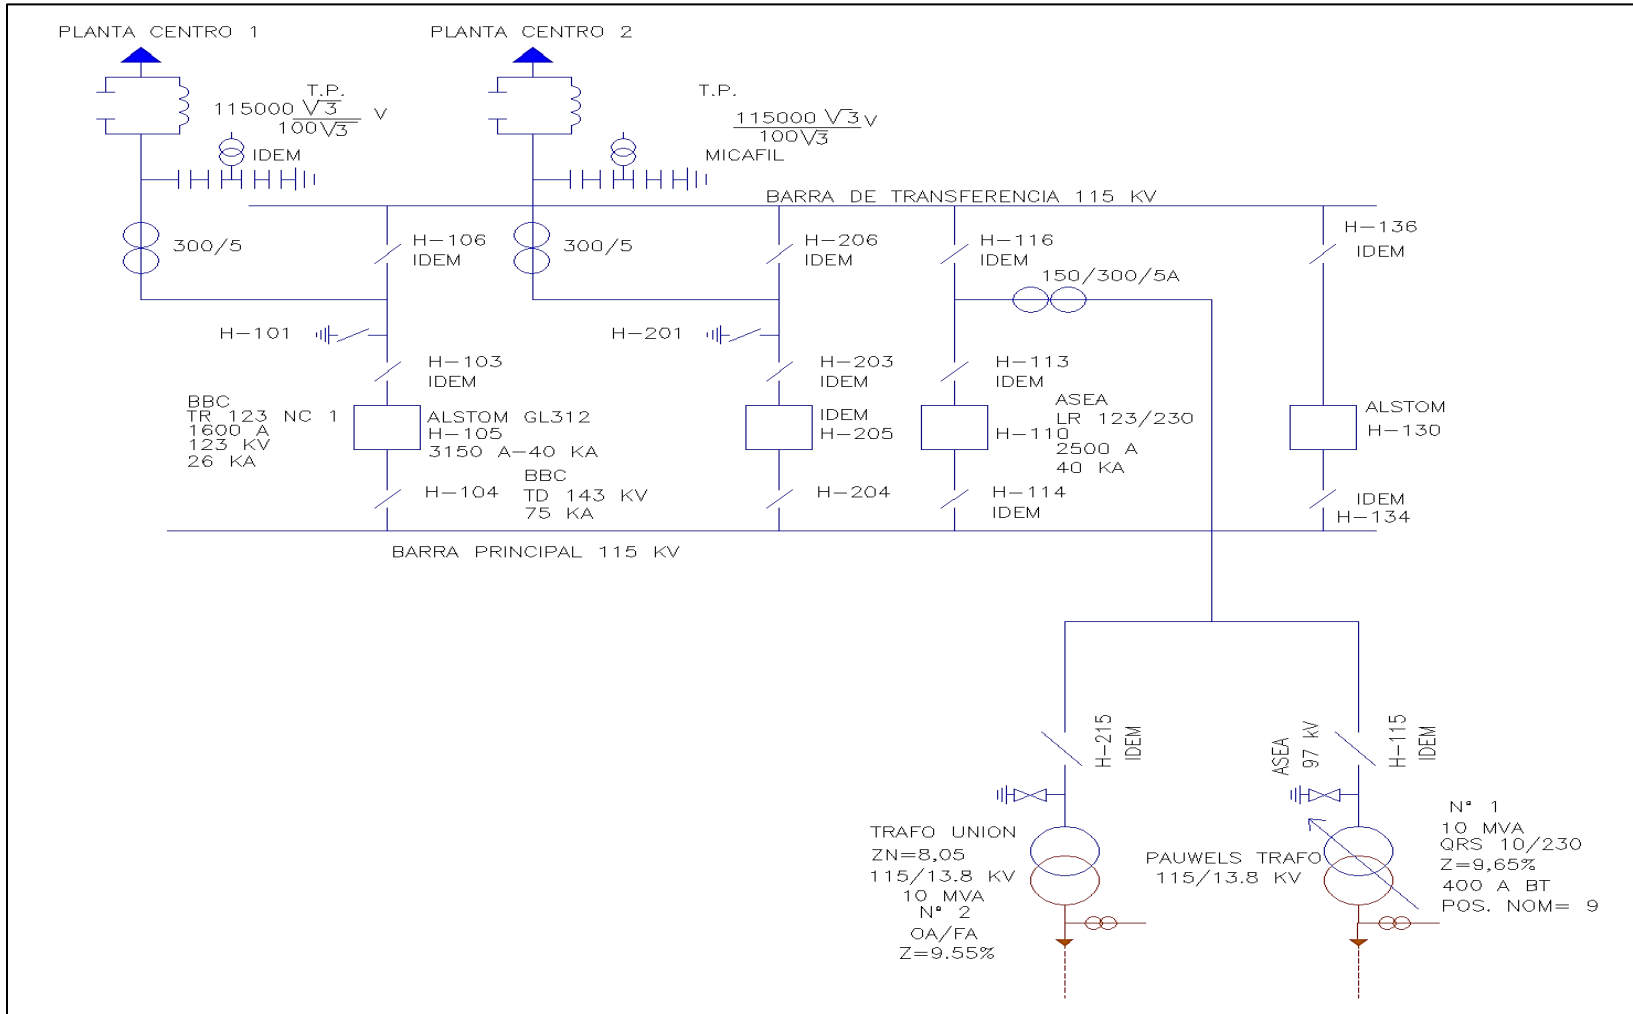 PLANTA CENTRO 1
PLANTA CENTRO 2
T.P.
115000 √3 V
100√3
IDEM
T.P.
115000 √3 V
100√3
MICAFIL
BARRA DE TRANSFERENCIA 115 KV
300/5
H-106
IDEM
300/5
H-206
IDEM
H-116
IDEM
H-136
IDEM
150/300/5A
H-101
H-201
H-103
IDEM
H-203
IDEM
H-113
IDEM
BBC
TR 123 NC 1
1600 A
123 KV
26 KA
ALSTOM GL312
H-105
3150 A-40 KA
IDEM
H-205
ASEA
LR 123/230
H-110
2500 A
40 KA
ALSTOM
H-130
H-104
BBC
TD 143 KV
75 KA
H-204
H-114
IDEM
IDEM
H-134
BARRA PRINCIPAL 115 KV
H-215
IDEM
ASEA
97 kV
H-115
IDEM
TRAFO UNION
ZN=8,05
115/13.8 KV
10 MVA
Nª 2
OA/FA
Z=9.55%
PAUWELS TRAFO
115/13.8 KV
Nª 1
10 MVA
QRS 10/230
Z=9,65%
400 A BT
POS. NOM= 9